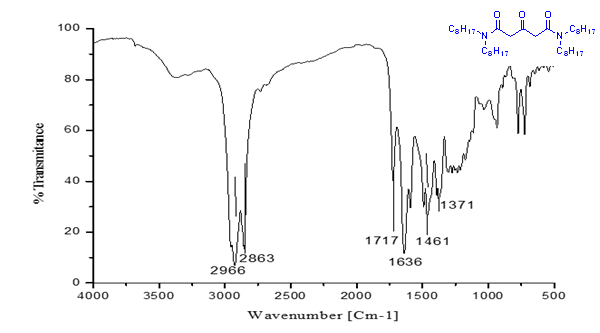 O O O
C8H17 N N C8H17
C8H17 C8H17
100
80
60
40
20
0
% Transmitance
2966
2863
1717
1636
1461
1371
4000 3500 3000 2500 2000 1500 1000 500
Wavenumber [Cm-1]